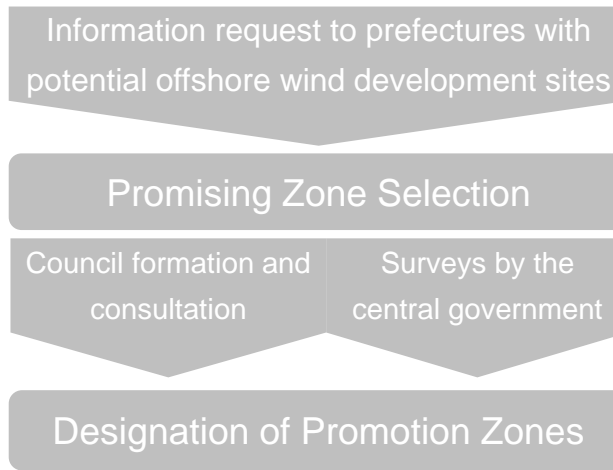 Information request to prefectures with
potential offshore wind development sites
Promising Zone Selection
Council formation and
consultation
Surveys by the
central government
Designation of Promotion Zones